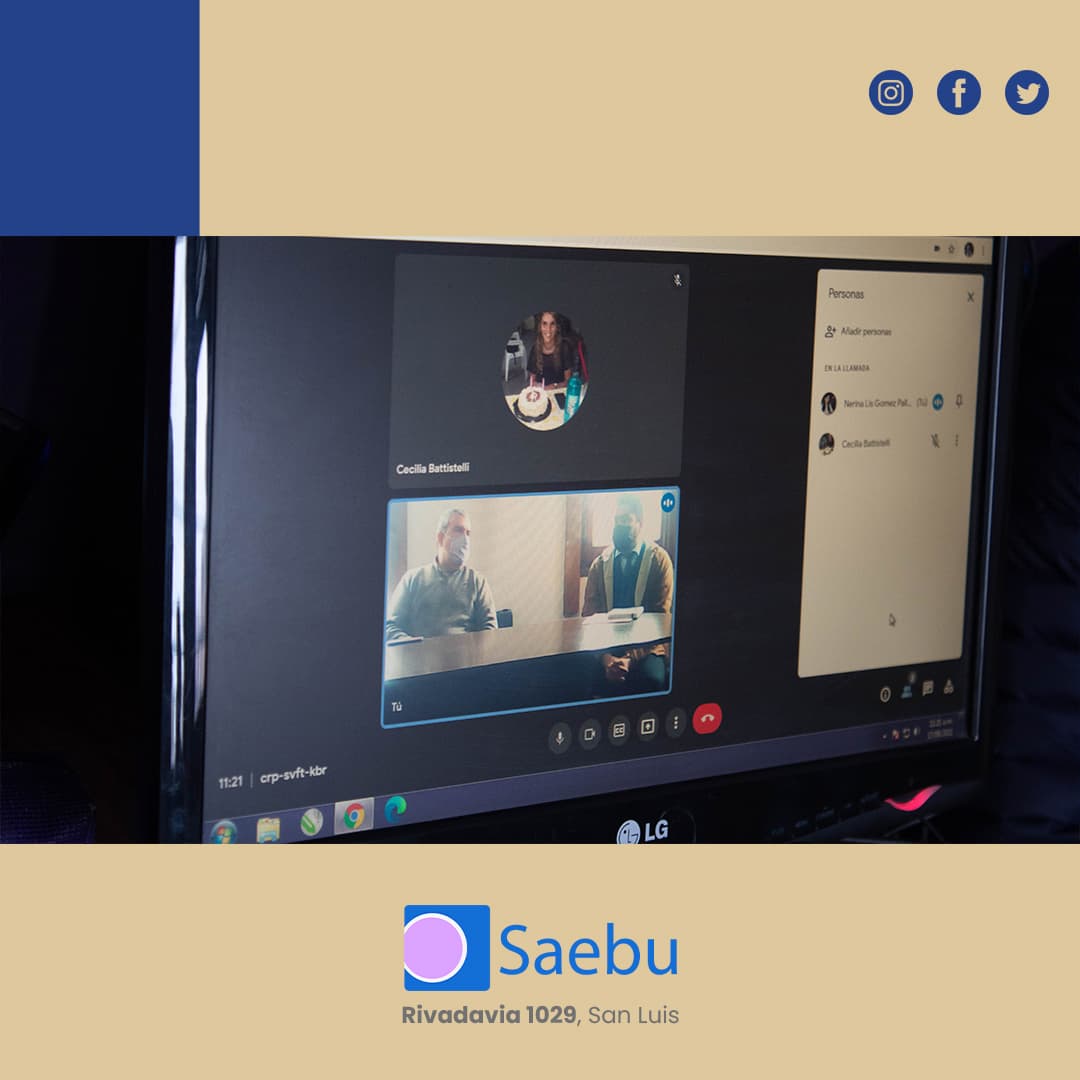 Personas
Añadir personas
EN LA LLAMADA
Nerina Lis Gomez Pall... (Tú)
Cecilia Battistelli
Cecilia Battistelli
Tú
11:21 | crp-svft-kbr
LG
Saebu
Rivadavia 1029, San Luis